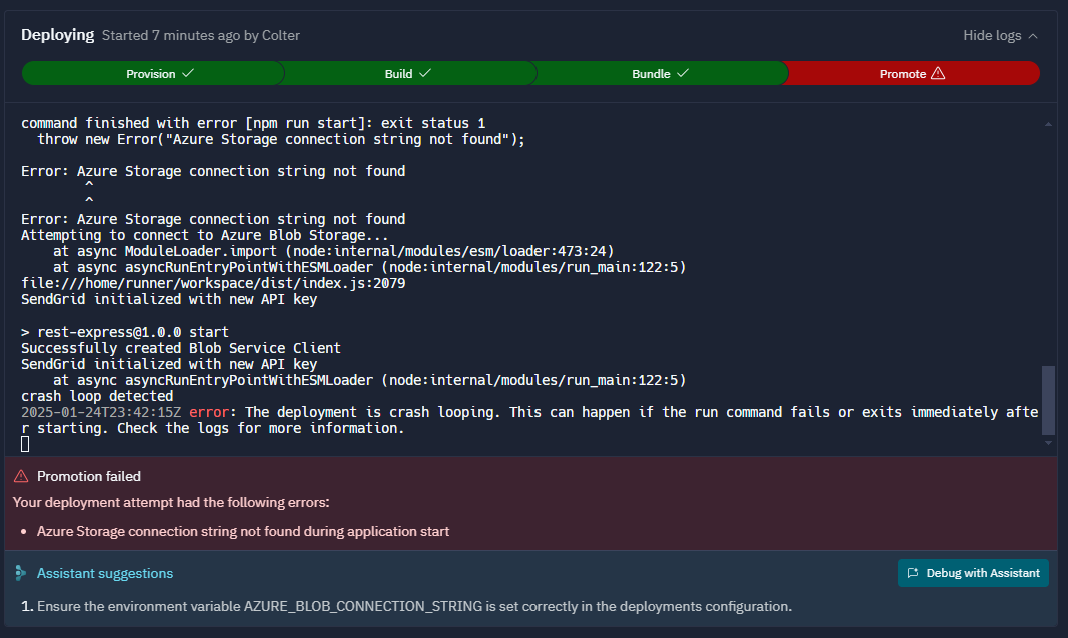 Deploying Started 7 minutes ago by Colter Hide logs
Provision Build Bundle Promote
command finished with error [npm run start]: exit status 1
throw new Error("Azure Storage connection string not found");
Error: Azure Storage connection string not found
^
^
Error: Azure Storage connection string not found
Attempting to connect to Azure Blob Storage...
at async ModuleLoader.import (node:internal/modules/esm/loader:473:24)
at async asyncRunEntryPointWithESMLoader (node:internal/modules/run_main:122:5)
file:///home/runner/workspace/dist/index.js:2079
SendGrid initialized with new API key
> rest-express@1.0.0 start
Successfully created Blob Service Client
SendGrid initialized with new API key
at async asyncRunEntryPointWithESMLoader (node:internal/modules/run_main:122:5)
crash loop detected
2025-01-24T23:42:15Z error: The deployment is crash looping. This can happen if the run command fails or exits immediately afte
r starting. Check the logs for more information.
Promotion failed
Your deployment attempt had the following errors:
• Azure Storage connection string not found during application start
Assistant suggestions Debug with Assistant
1. Ensure the environment variable AZURE_BLOB_CONNECTION_STRING is set correctly in the deployments configuration.